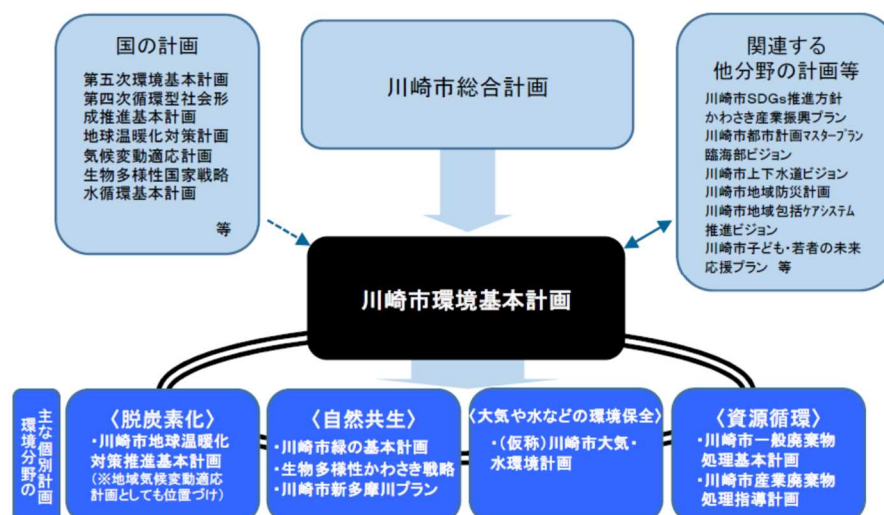 国の計画
第五次環境基本計画
第四次循環型社会形
成推進基本計画
地球温暖化対策計画
気候変動適応計画
生物多様性国家戦略
水循環基本計画
等
川崎市総合計画
関連する
他分野の計画等
川崎市SDGs推進方針
かわさき産業振興プラン
川崎市都市計画マスタープラン
臨海部ビジョン
川崎市上下水道ビジョン
川崎市地域防災計画
川崎市地域包括ケアシステム
推進ビジョン
川崎市子ども・若者の未来
応援プラン 等
川崎市環境基本計画
環境分野の
主な個別計画
〈脱炭素化〉
・川崎市地球温暖化
対策推進基本計画
(※地域気候変動適応
計画としても位置づけ)
〈自然共生〉
・川崎市緑の基本計画
・生物多様性かわさき戦略
・川崎市新多摩川プラン
〈大気や水などの環境保全〉
・(仮称)川崎市大気・
水環境計画
〈資源循環〉
・川崎市一般廃棄物
処理基本計画
・川崎市産業廃棄物
処理指導計画